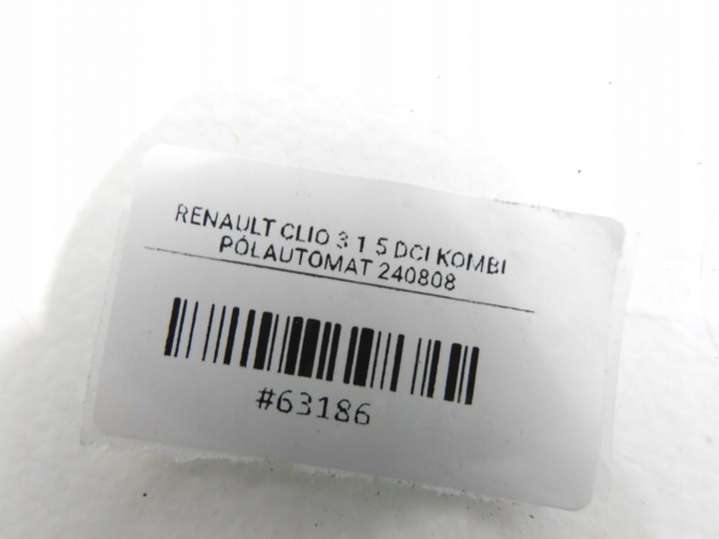 RENAULT CLIO 3 1 5 DCI KOMBI
PÓŁAUTOMAT 240808
#63186